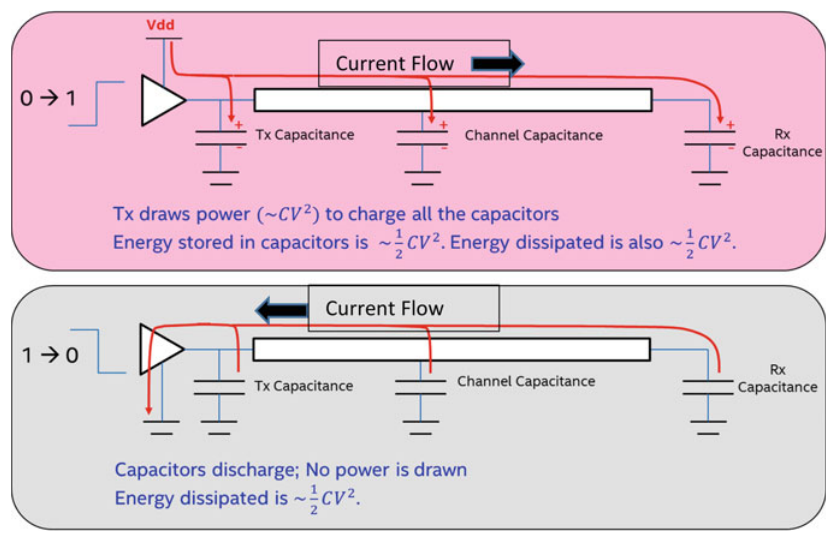 Vdd
Current Flow
0 → 1
+
-
Tx Capacitance
+
-
Channel Capacitance
+
-
Rx
Capacitance
Tx draws power (~CV²) to charge all the capacitors
Energy stored in capacitors is ~½CV². Energy dissipated is also ~½CV².
Current Flow
1 → 0
Tx Capacitance
Channel Capacitance
Rx
Capacitance
Capacitors discharge; No power is drawn
Energy dissipated is ~½CV².